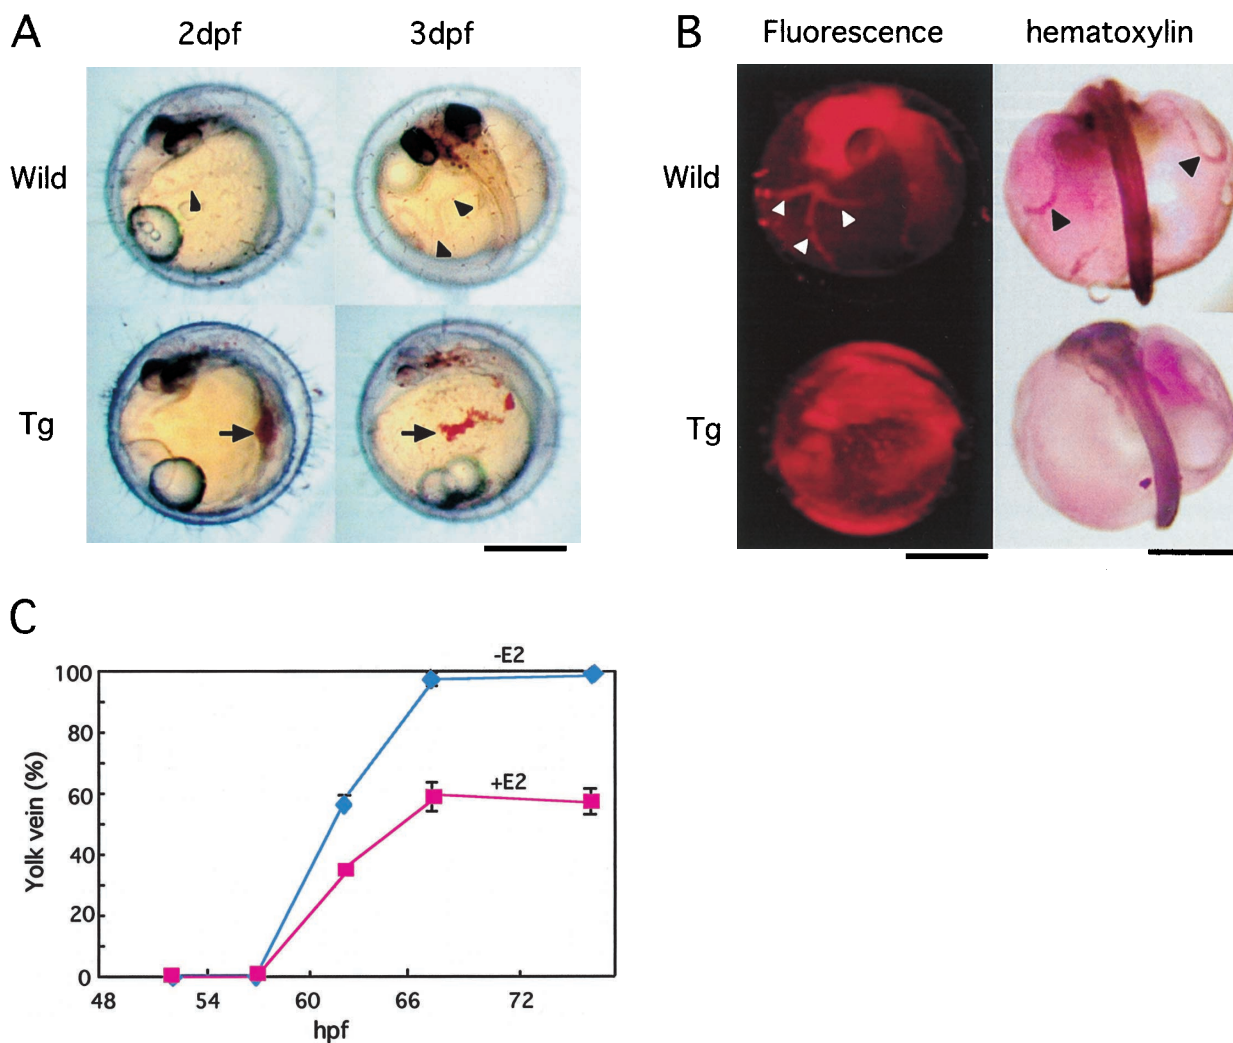 A
2dpf 3dpf
Wild
Tg
B
Fluorescence hematoxylin
Wild
Tg
C
Yolk vein (%)
100
80
60
40
20
0
-E2
+E2
48 54 60 66 72
hpf